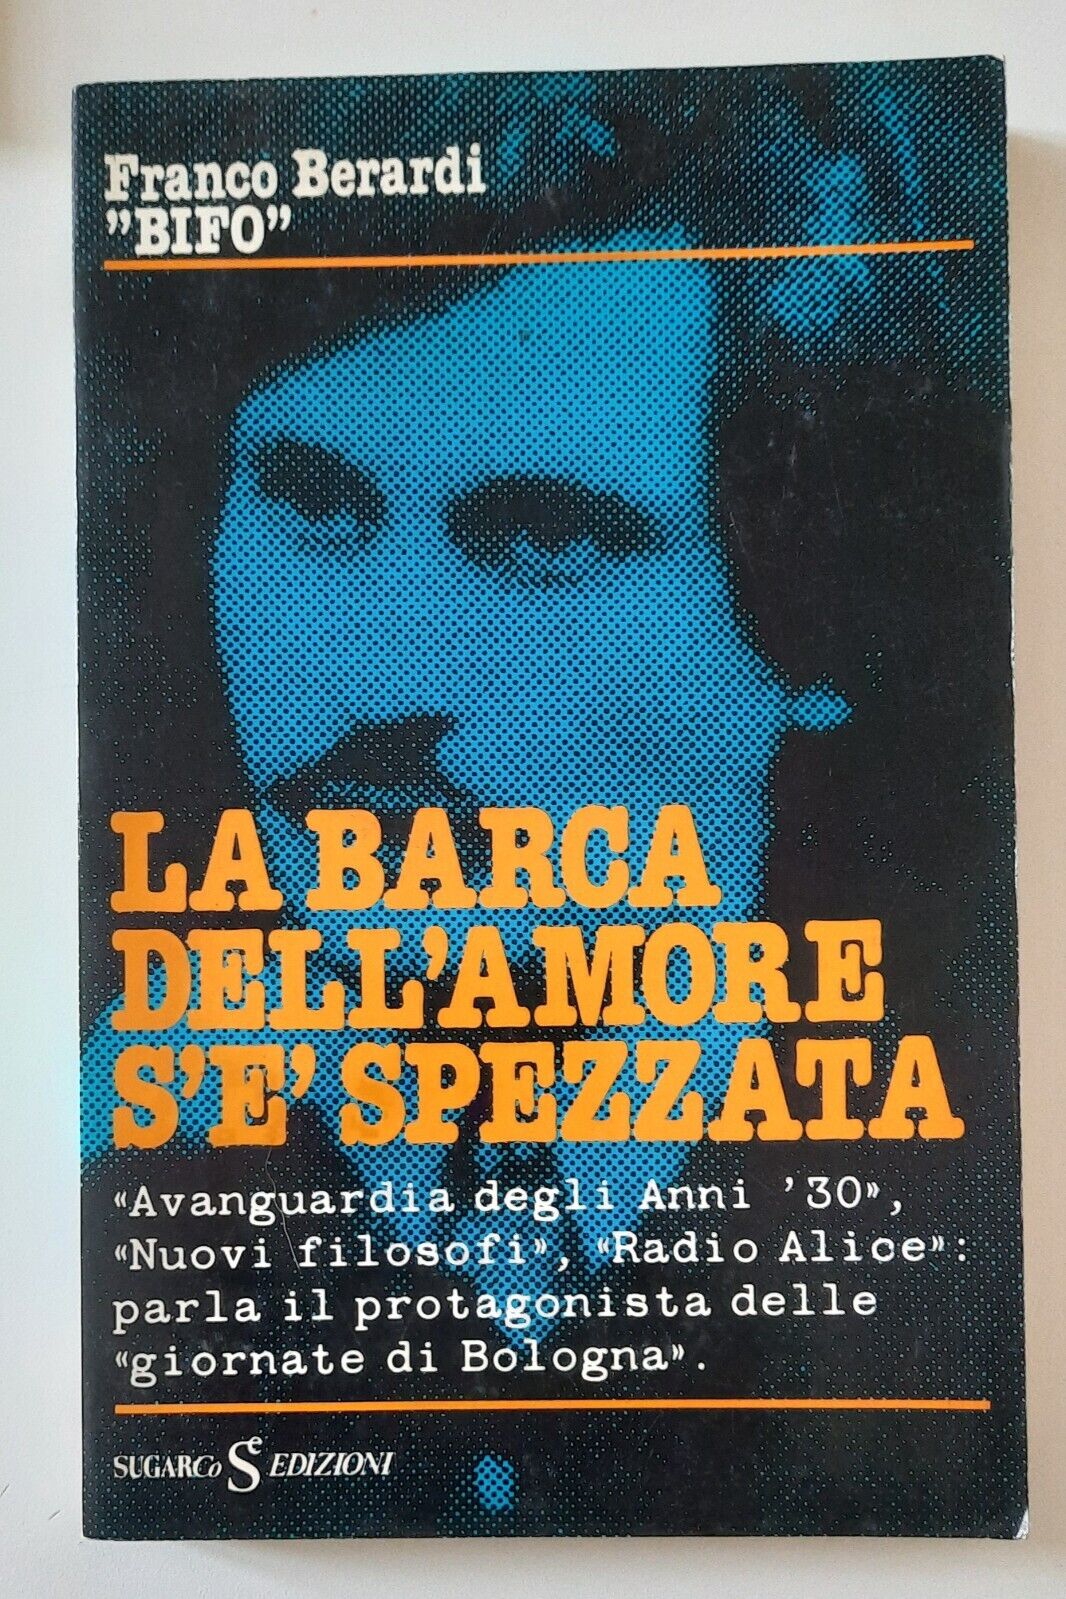 Franco Berardi
"BIFO"
LA BARCA
DELL'AMORE
S'E' SPEZZATA
«Avanguardia degli Anni '30»,
«Nuovi filosofi», «Radio Alice»:
parla il protagonista delle
«giornate di Bologna».
SUGARCo Se EDIZIONI